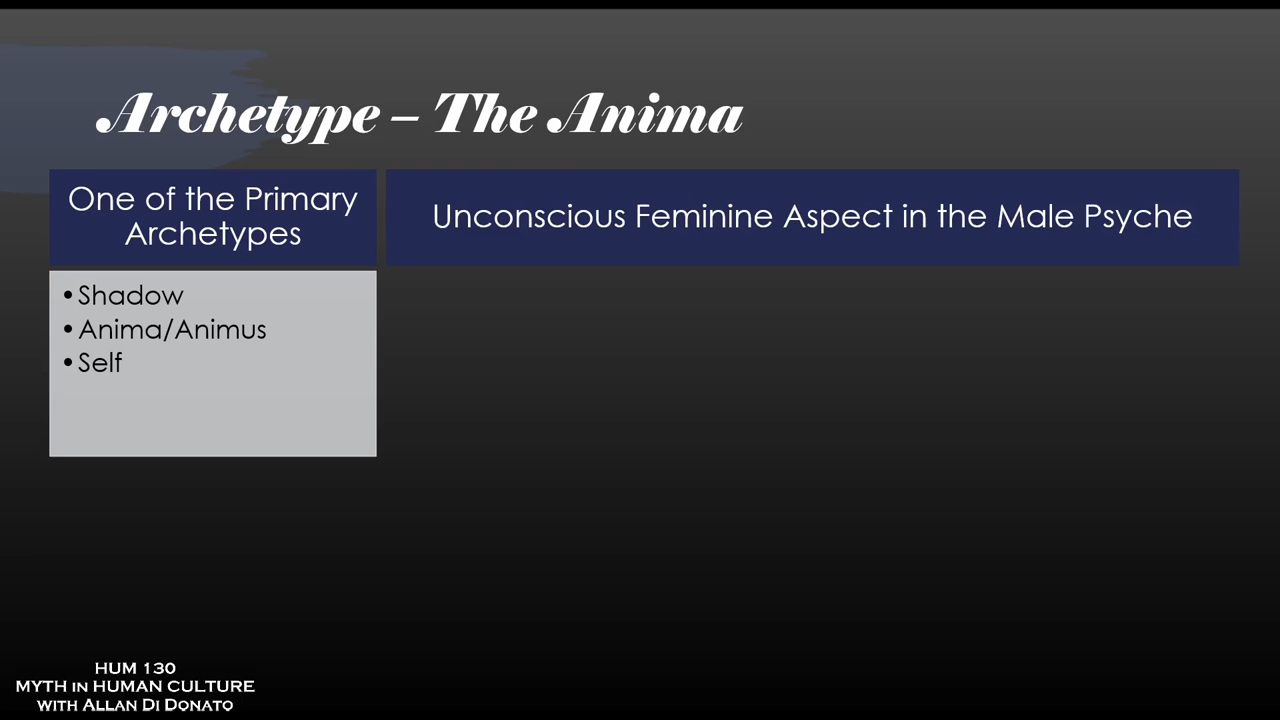 Archetype – The Anima
One of the Primary
Archetypes
Unconscious Feminine Aspect in the Male Psyche
•Shadow
•Anima/Animus
•Self
HUM 130
MYTH IN HUMAN CULTURE
WITH ALLAN DI DONATO